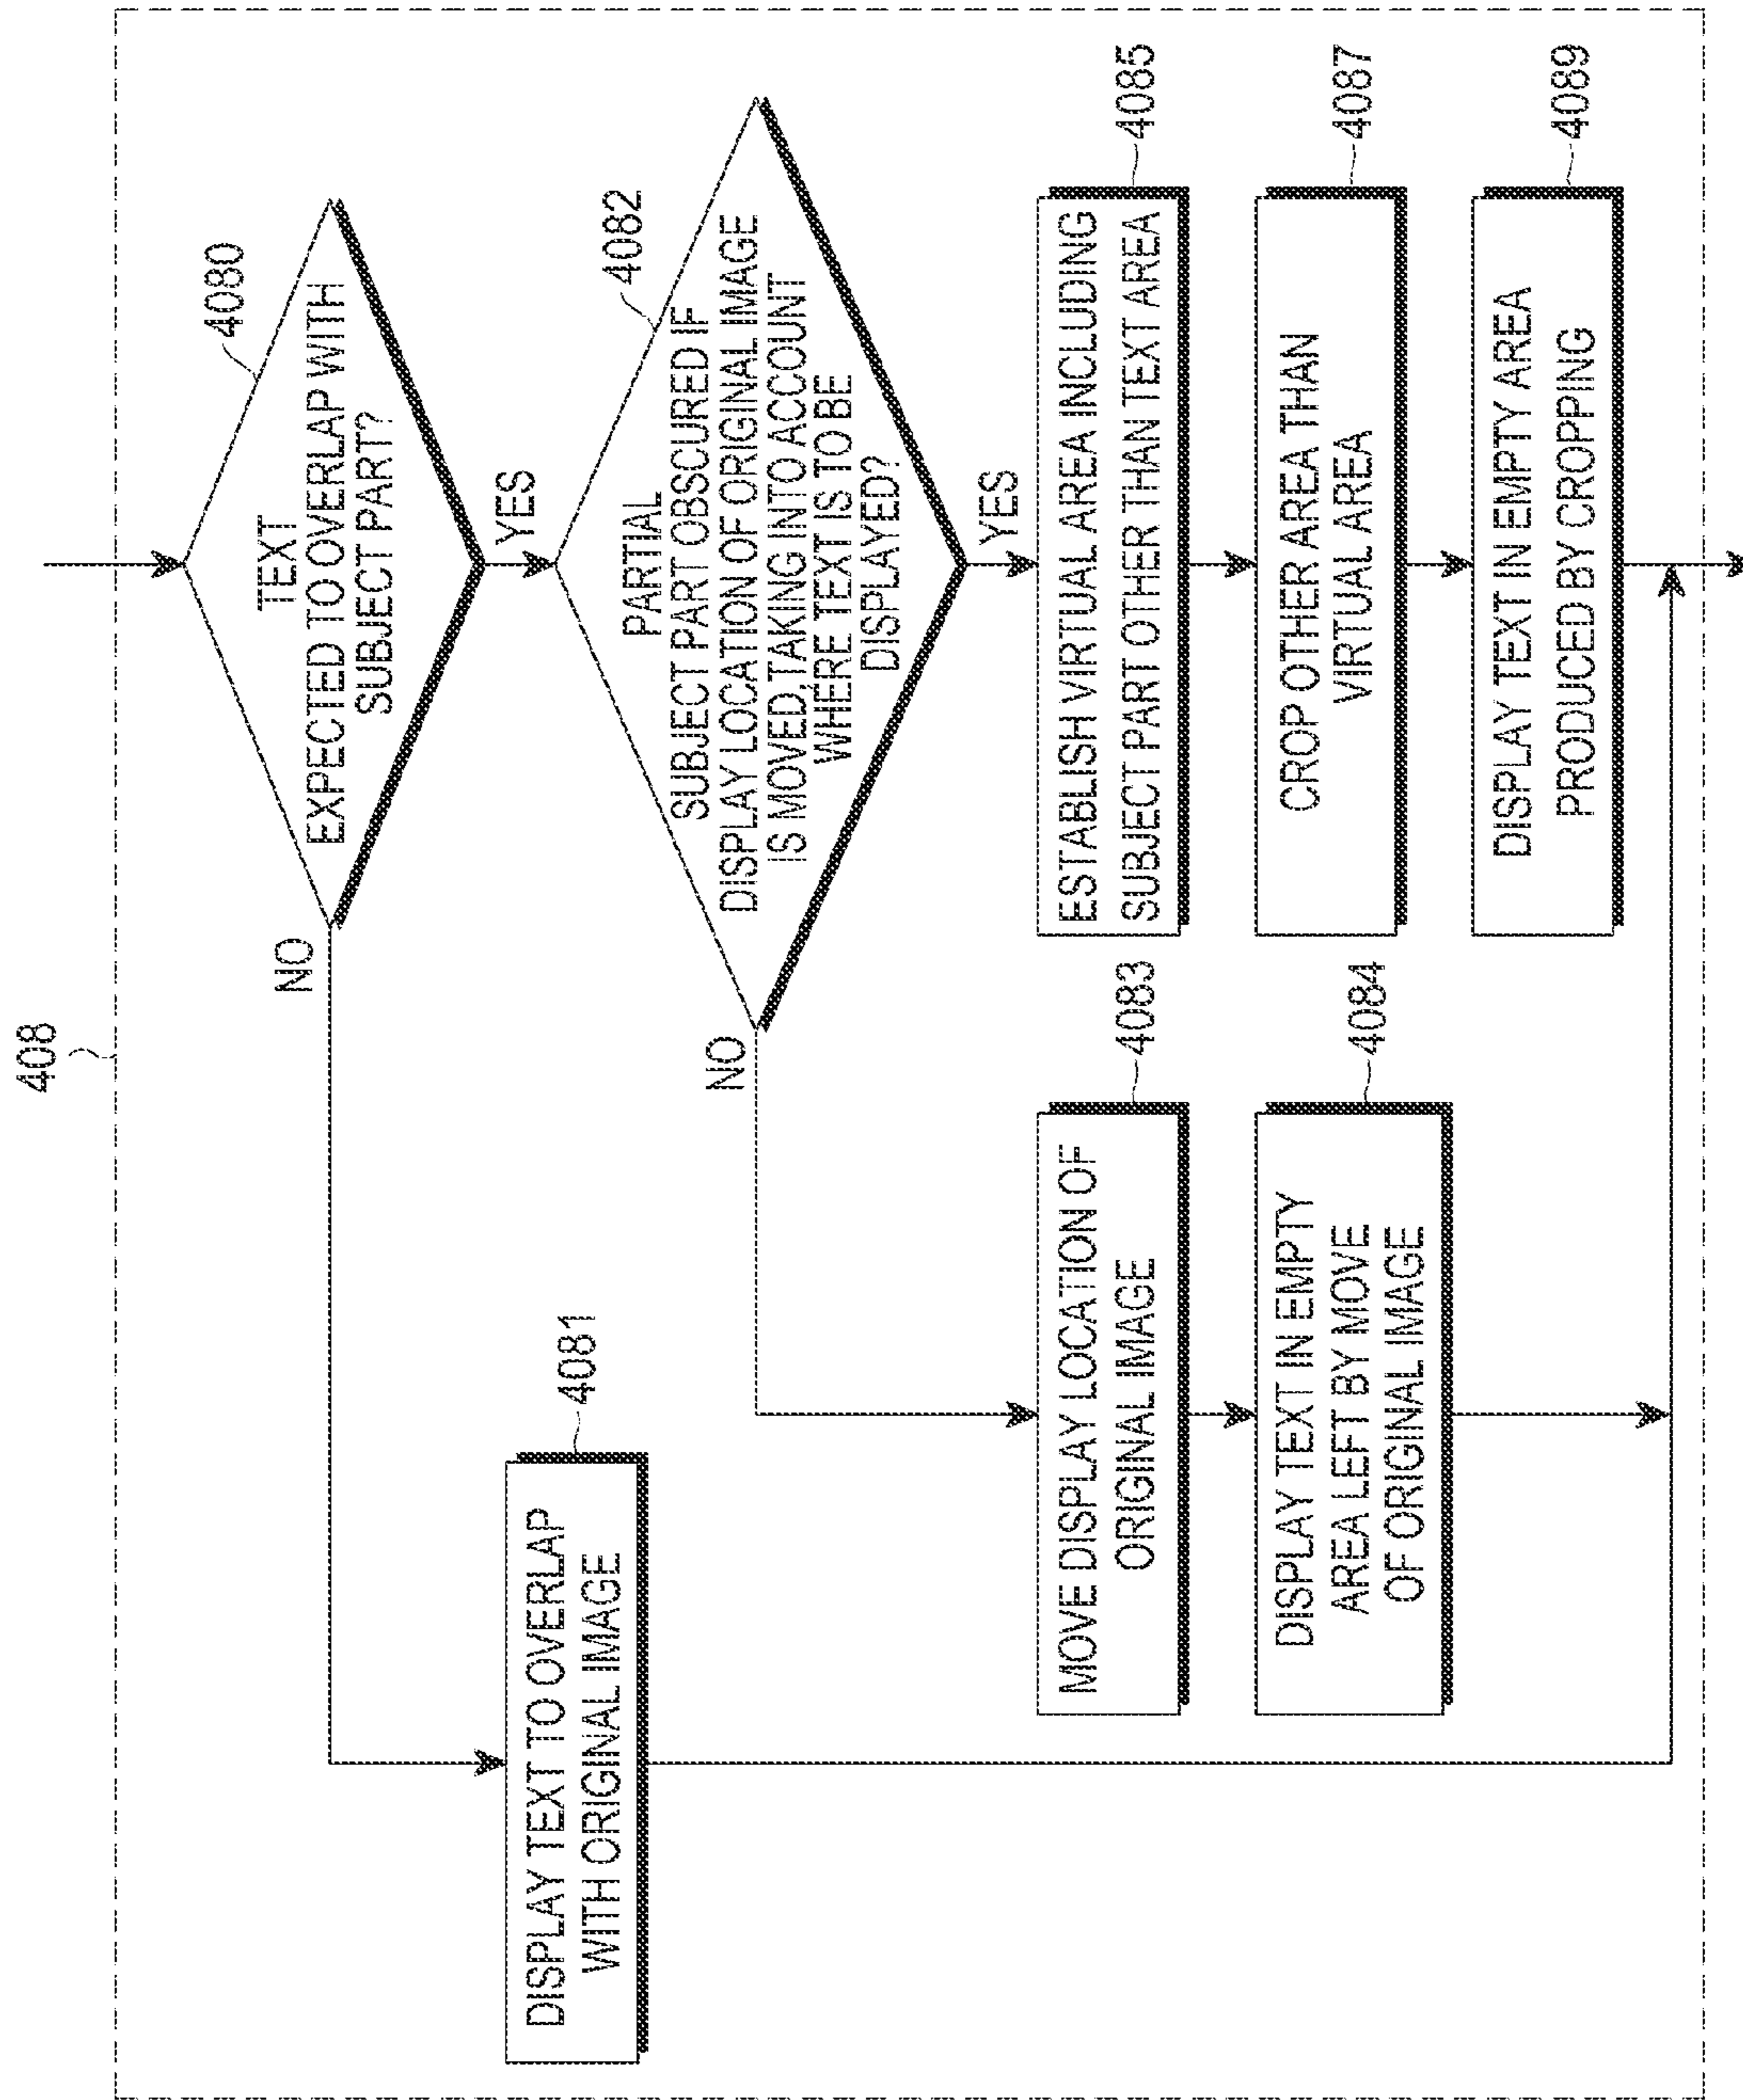 408
4080
TEXT
EXPECTED TO OVERLAP WITH
SUBJECT PART?
NO
YES
4082
PARTIAL
SUBJECT PART OBSCURED IF
DISPLAY LOCATION OF ORIGINAL IMAGE
IS MOVED, TAKING INTO ACCOUNT
WHERE TEXT IS TO BE
DISPLAYED?
NO
YES
4081
DISPLAY TEXT TO OVERLAP
WITH ORIGINAL IMAGE
4083
MOVE DISPLAY LOCATION OF
ORIGINAL IMAGE
4084
DISPLAY TEXT IN EMPTY
AREA LEFT BY MOVE
OF ORIGINAL IMAGE
4085
ESTABLISH VIRTUAL AREA INCLUDING
SUBJECT PART OTHER THAN TEXT AREA
4087
CROP OTHER AREA THAN
VIRTUAL AREA
4089
DISPLAY TEXT IN EMPTY AREA
PRODUCED BY CROPPING